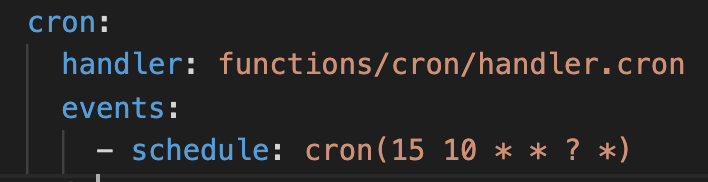 cron:
handler: functions/cron/handler.cron
events:
- schedule: cron(15 10 * * ? *)